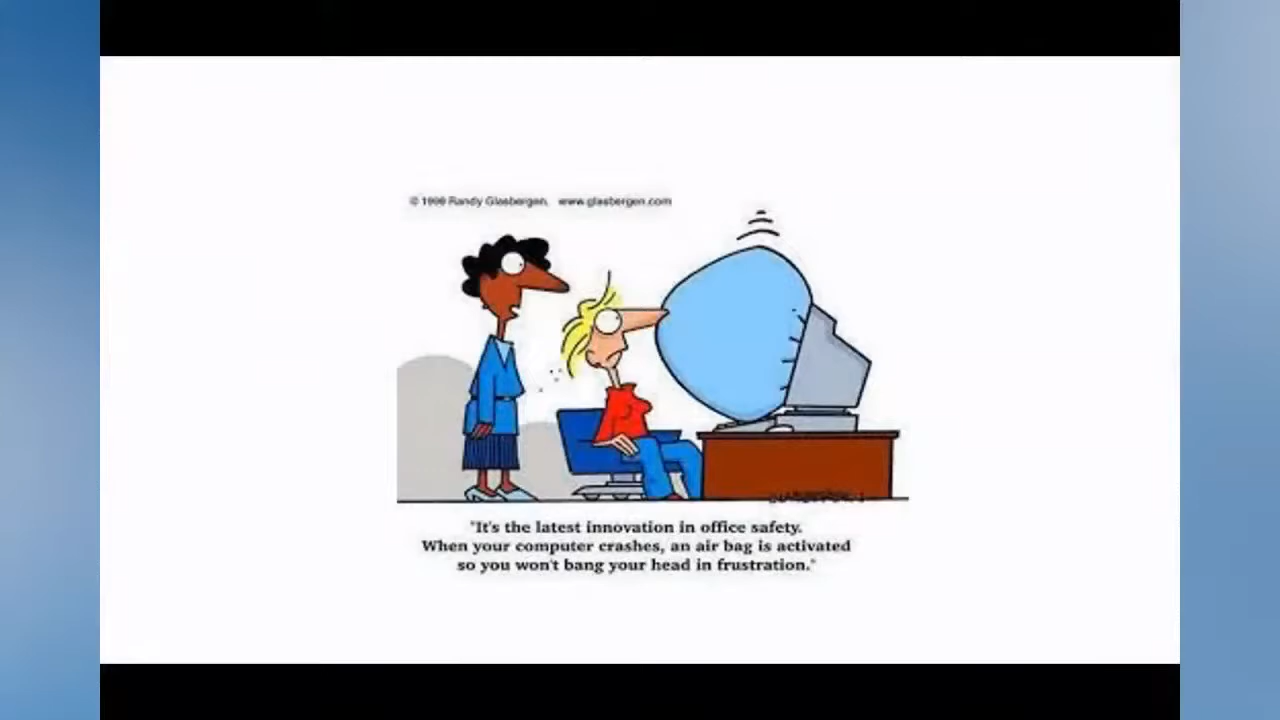 © 1999 Randy Glasbergen. www.glasbergen.com
"It's the latest innovation in office safety.
When your computer crashes, an air bag is activated
so you won't bang your head in frustration."